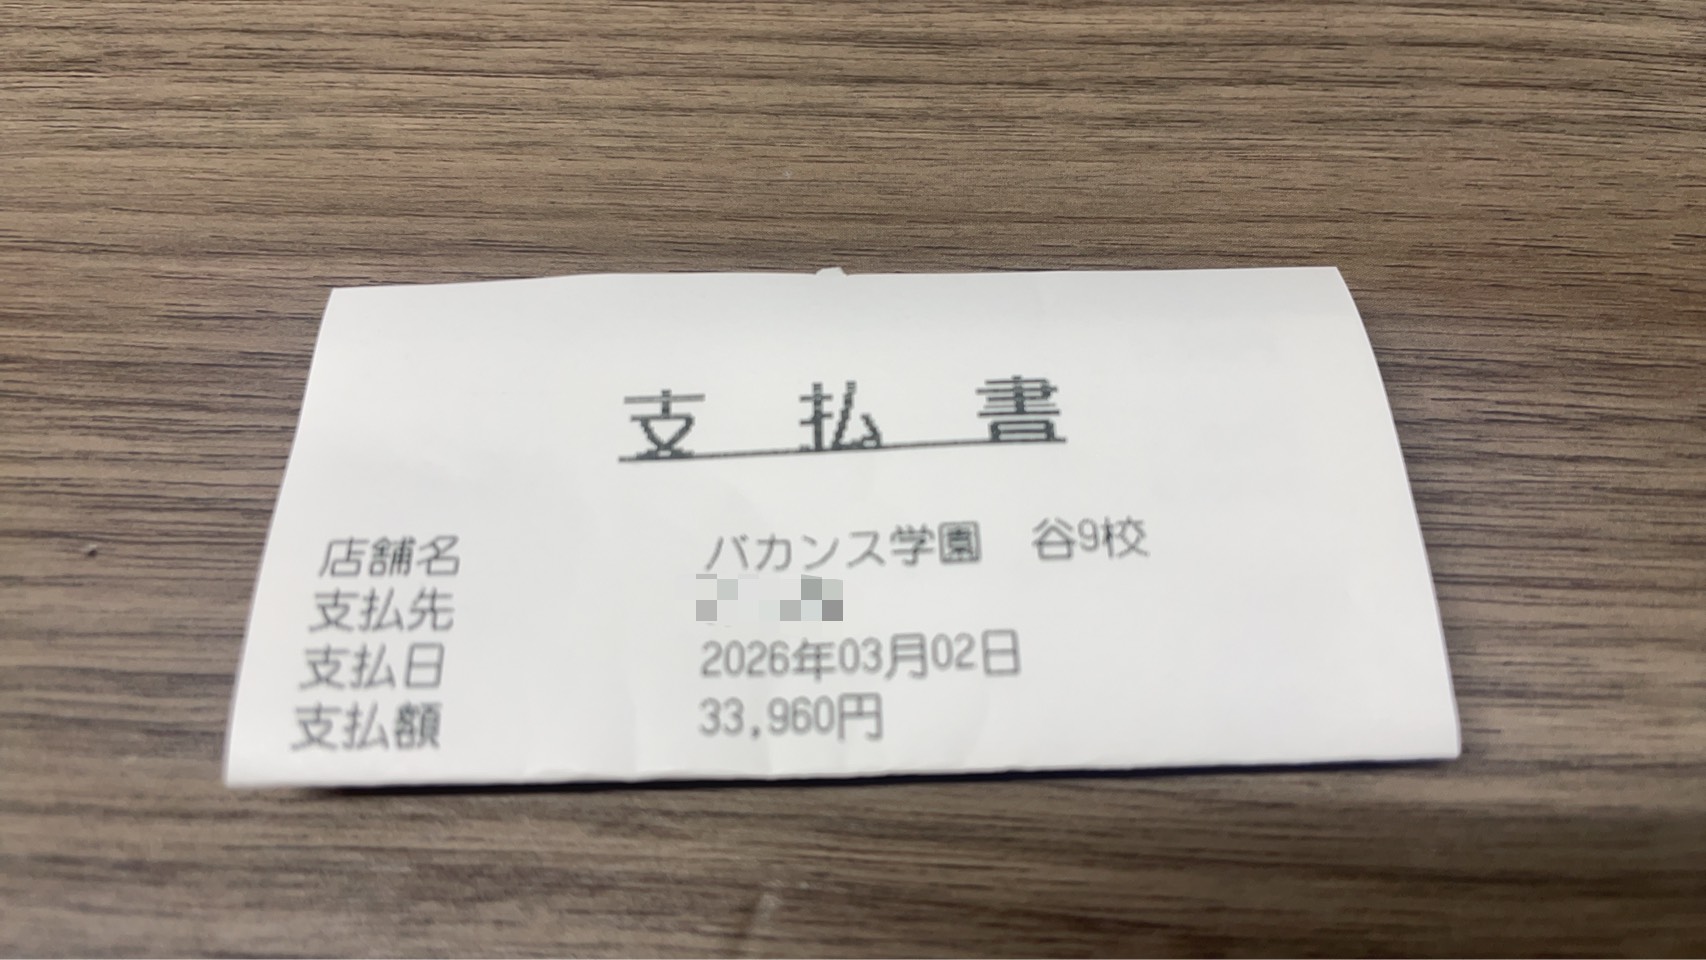 支払書
店舗名 バカンス学園 谷9校
支払先
支払日 2026年03月02日
支払額 33,960円